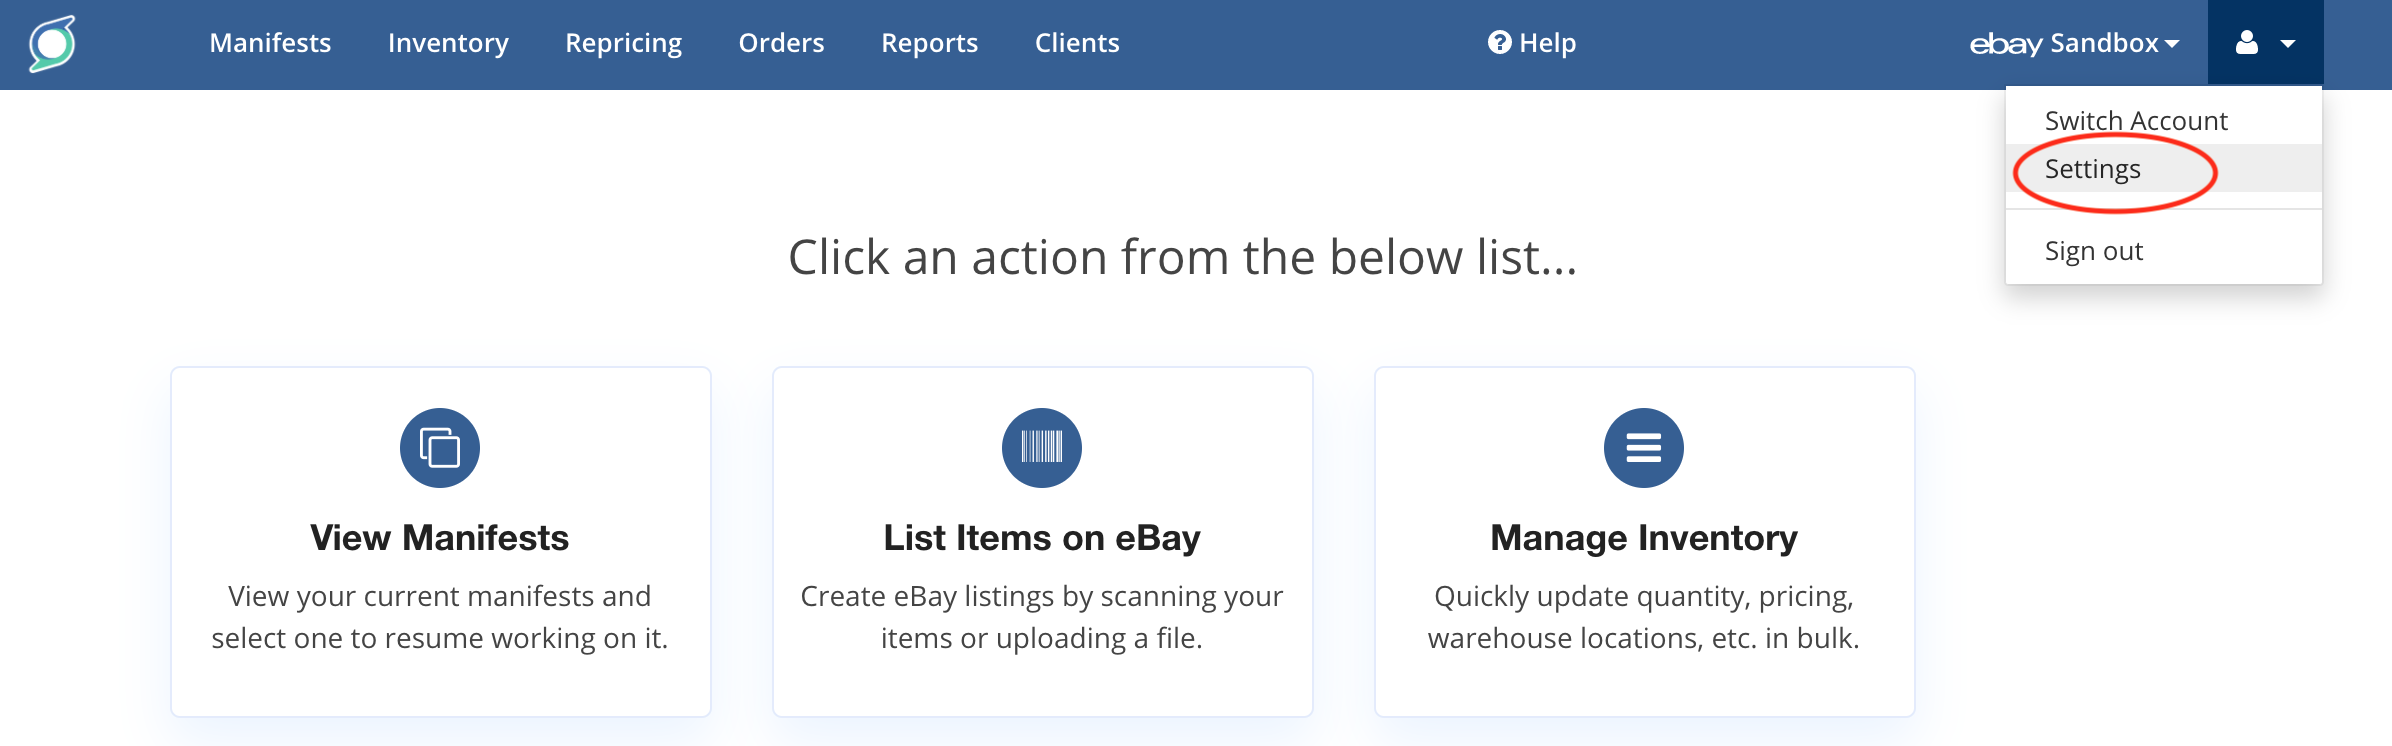 Manifests Inventory Repricing Orders Reports Clients Help ebay Sandbox
Switch Account
Settings
Sign out
Click an action from the below list...
View Manifests
View your current manifests and
select one to resume working on it.
List Items on eBay
Create eBay listings by scanning your
items or uploading a file.
Manage Inventory
Quickly update quantity, pricing,
warehouse locations, etc. in bulk.